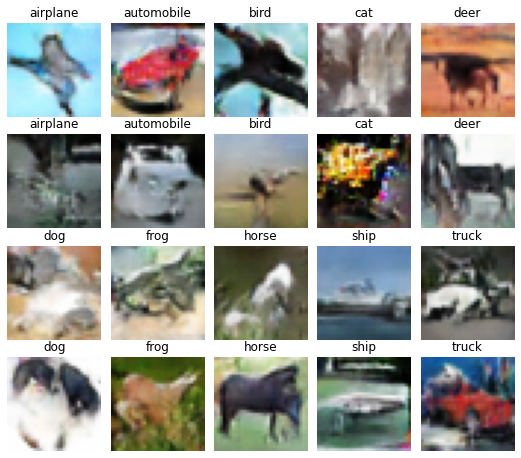 airplane automobile bird cat deer
airplane automobile bird cat deer
dog frog horse ship truck
dog frog horse ship truck